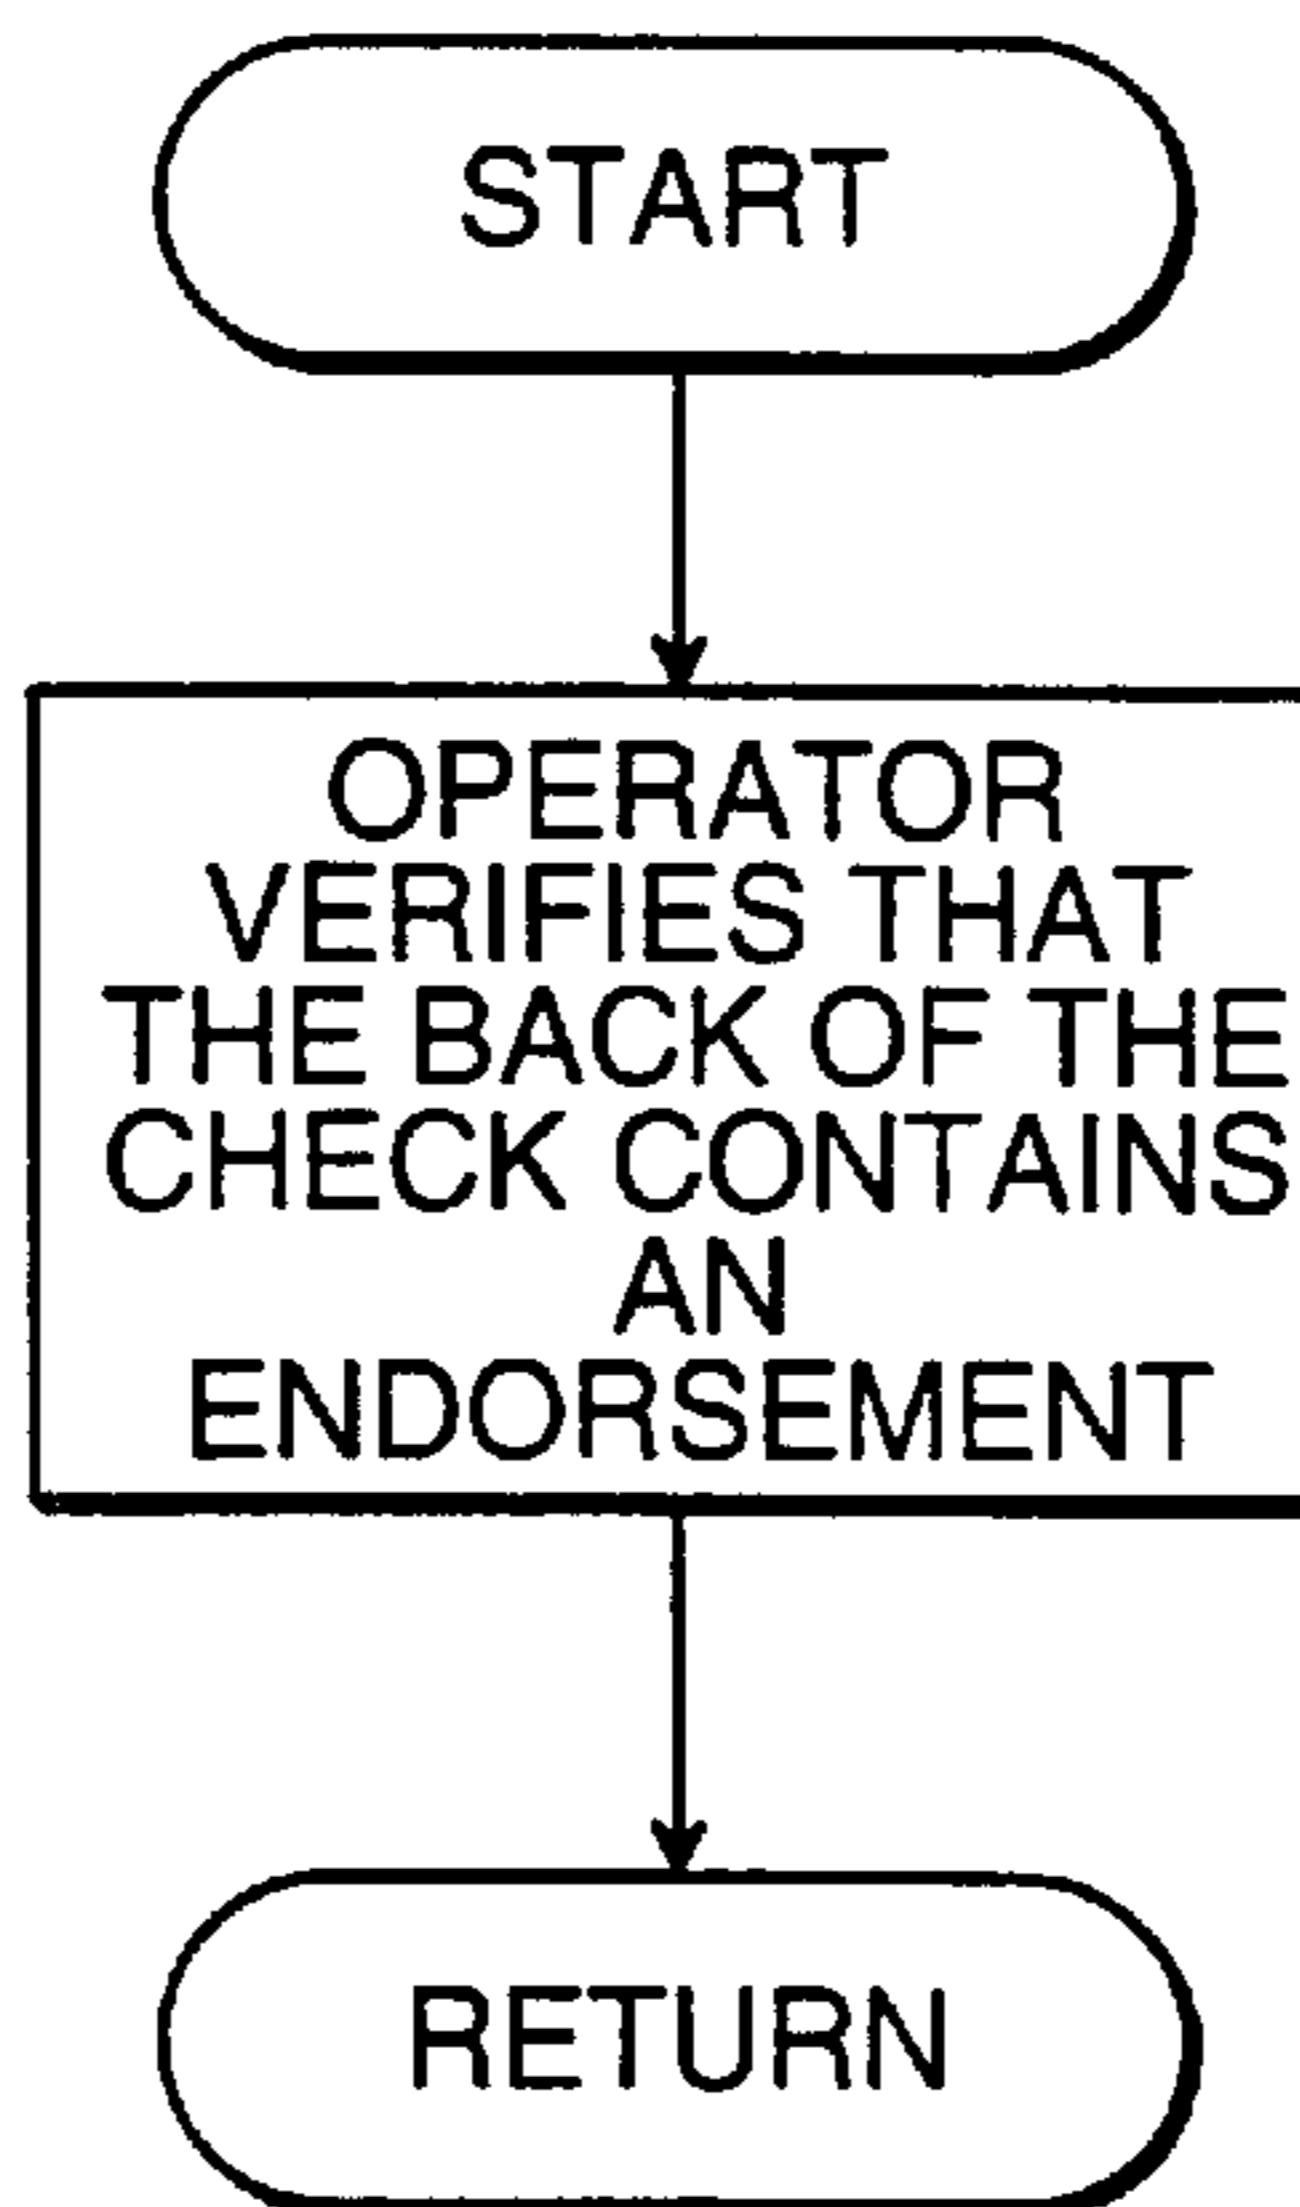 START
OPERATOR
VERIFIES THAT
THE BACK OF THE
CHECK CONTAINS
AN
ENDORSEMENT
RETURN